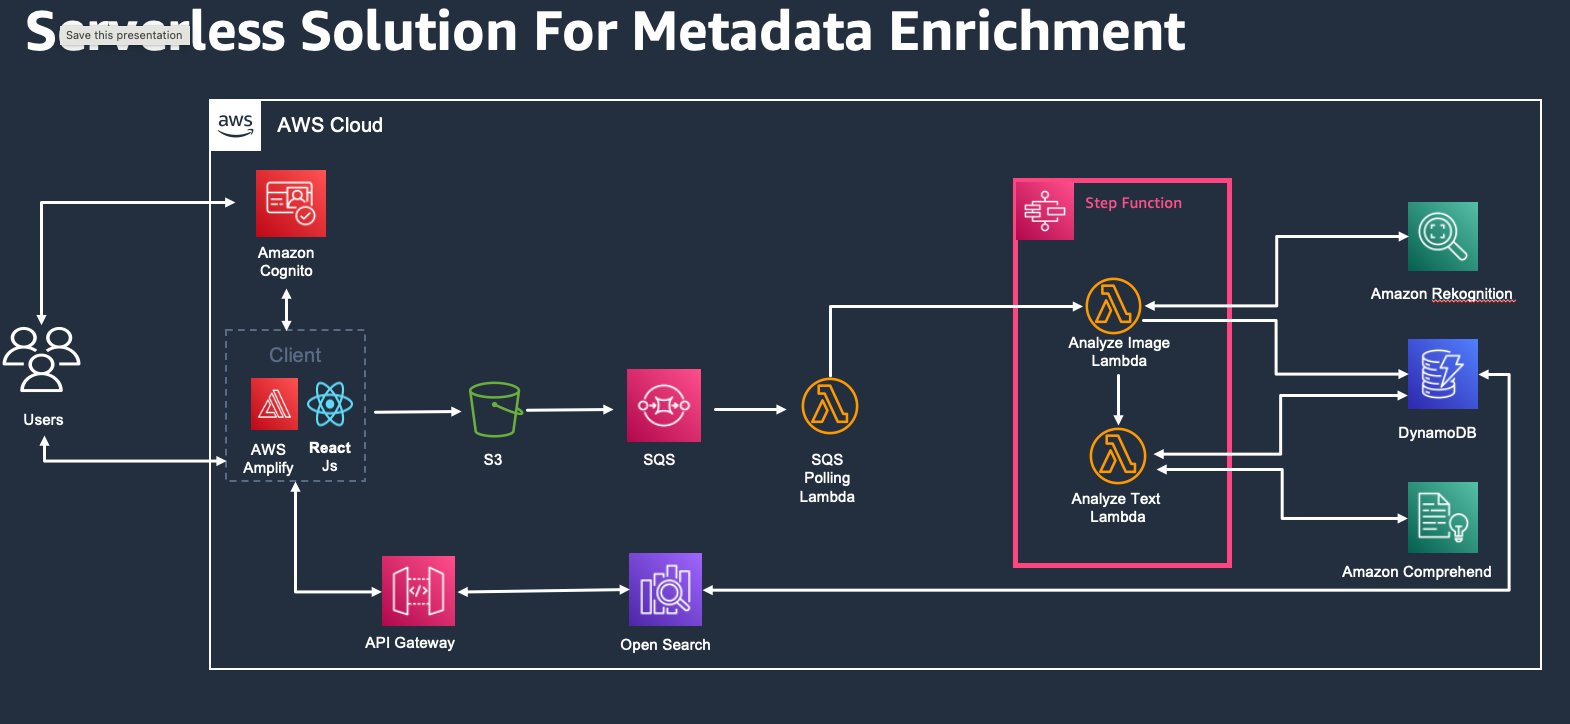 Serverless Solution For Metadata Enrichment
Save this presentation
aws
AWS Cloud
Amazon
Cognito
Step Function
Amazon Rekognition
Analyze Image
Lambda
Client
Users
AWS
Amplify
React
Js
S3
SQS
SQS
Polling
Lambda
DynamoDB
Analyze Text
Lambda
Amazon Comprehend
</>
API Gateway
Open Search